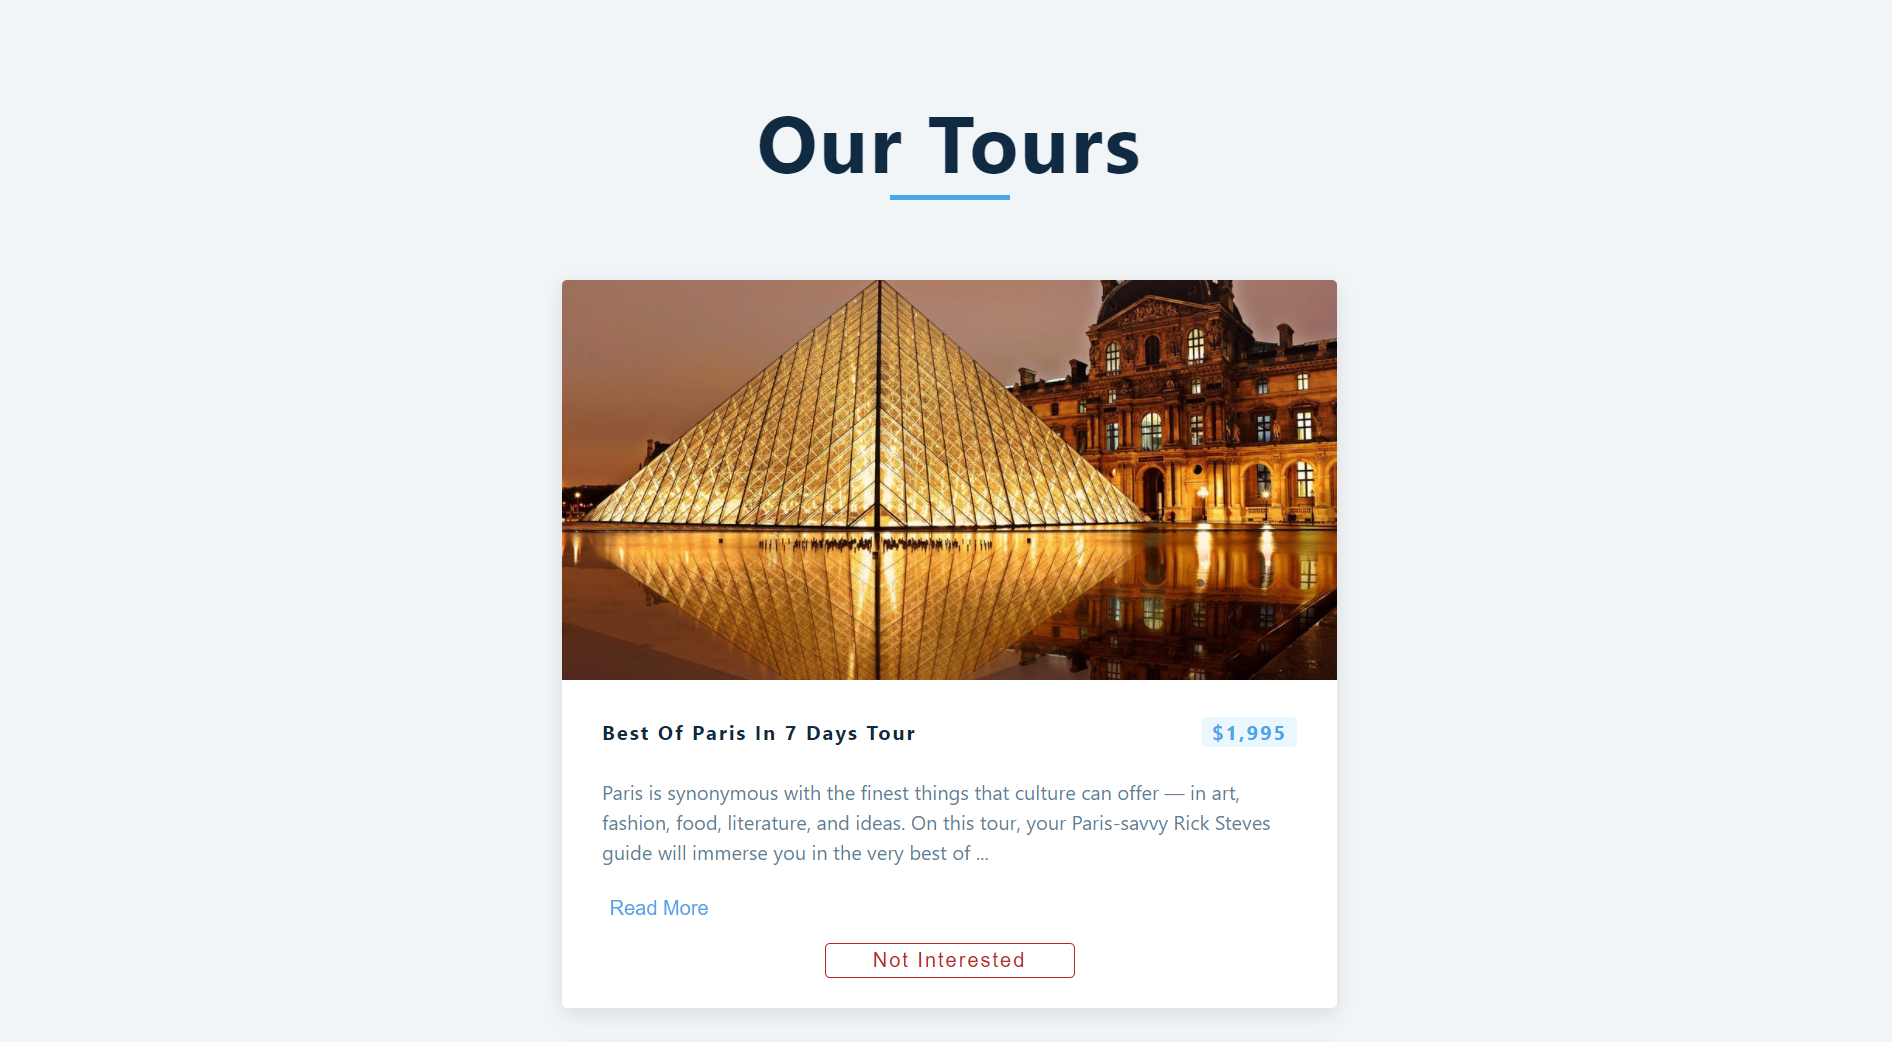 Our Tours
Best Of Paris In 7 Days Tour
$1,995
Paris is synonymous with the finest things that culture can offer — in art,
fashion, food, literature, and ideas. On this tour, your Paris-savvy Rick Steves
guide will immerse you in the very best of ...
Read More
Not Interested